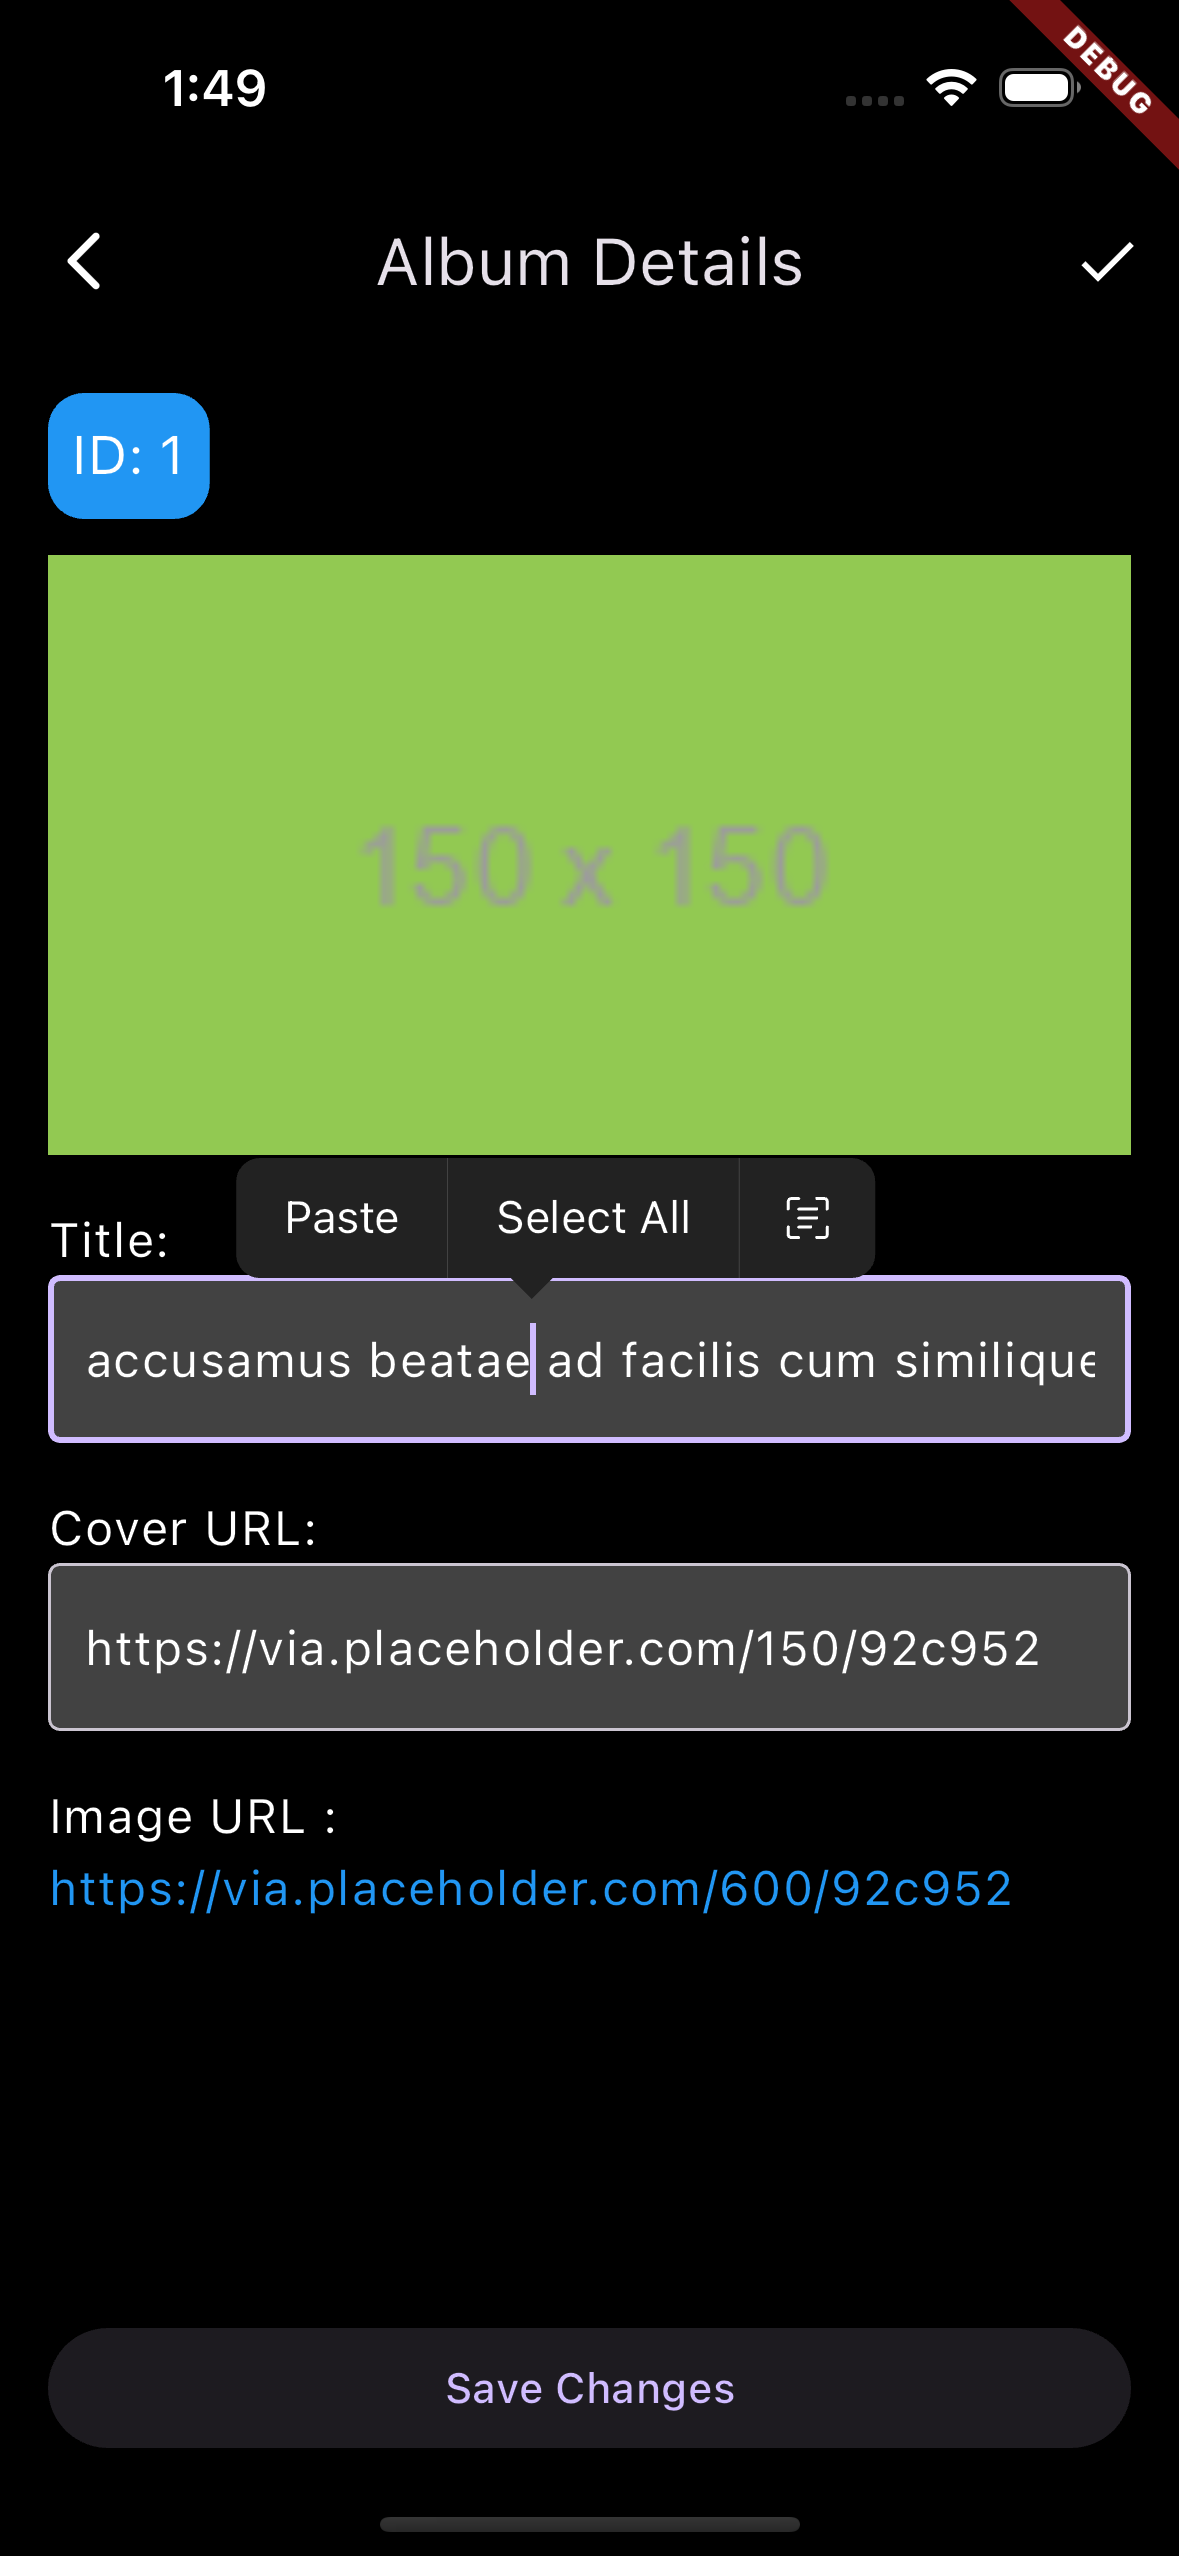 1:49
DEBUG
Album Details
ID: 1
150 x 150
Paste Select All
Title:
accusamus beatae ad facilis cum similique
Cover URL:
https://via.placeholder.com/150/92c952
Image URL :
https://via.placeholder.com/600/92c952
Save Changes